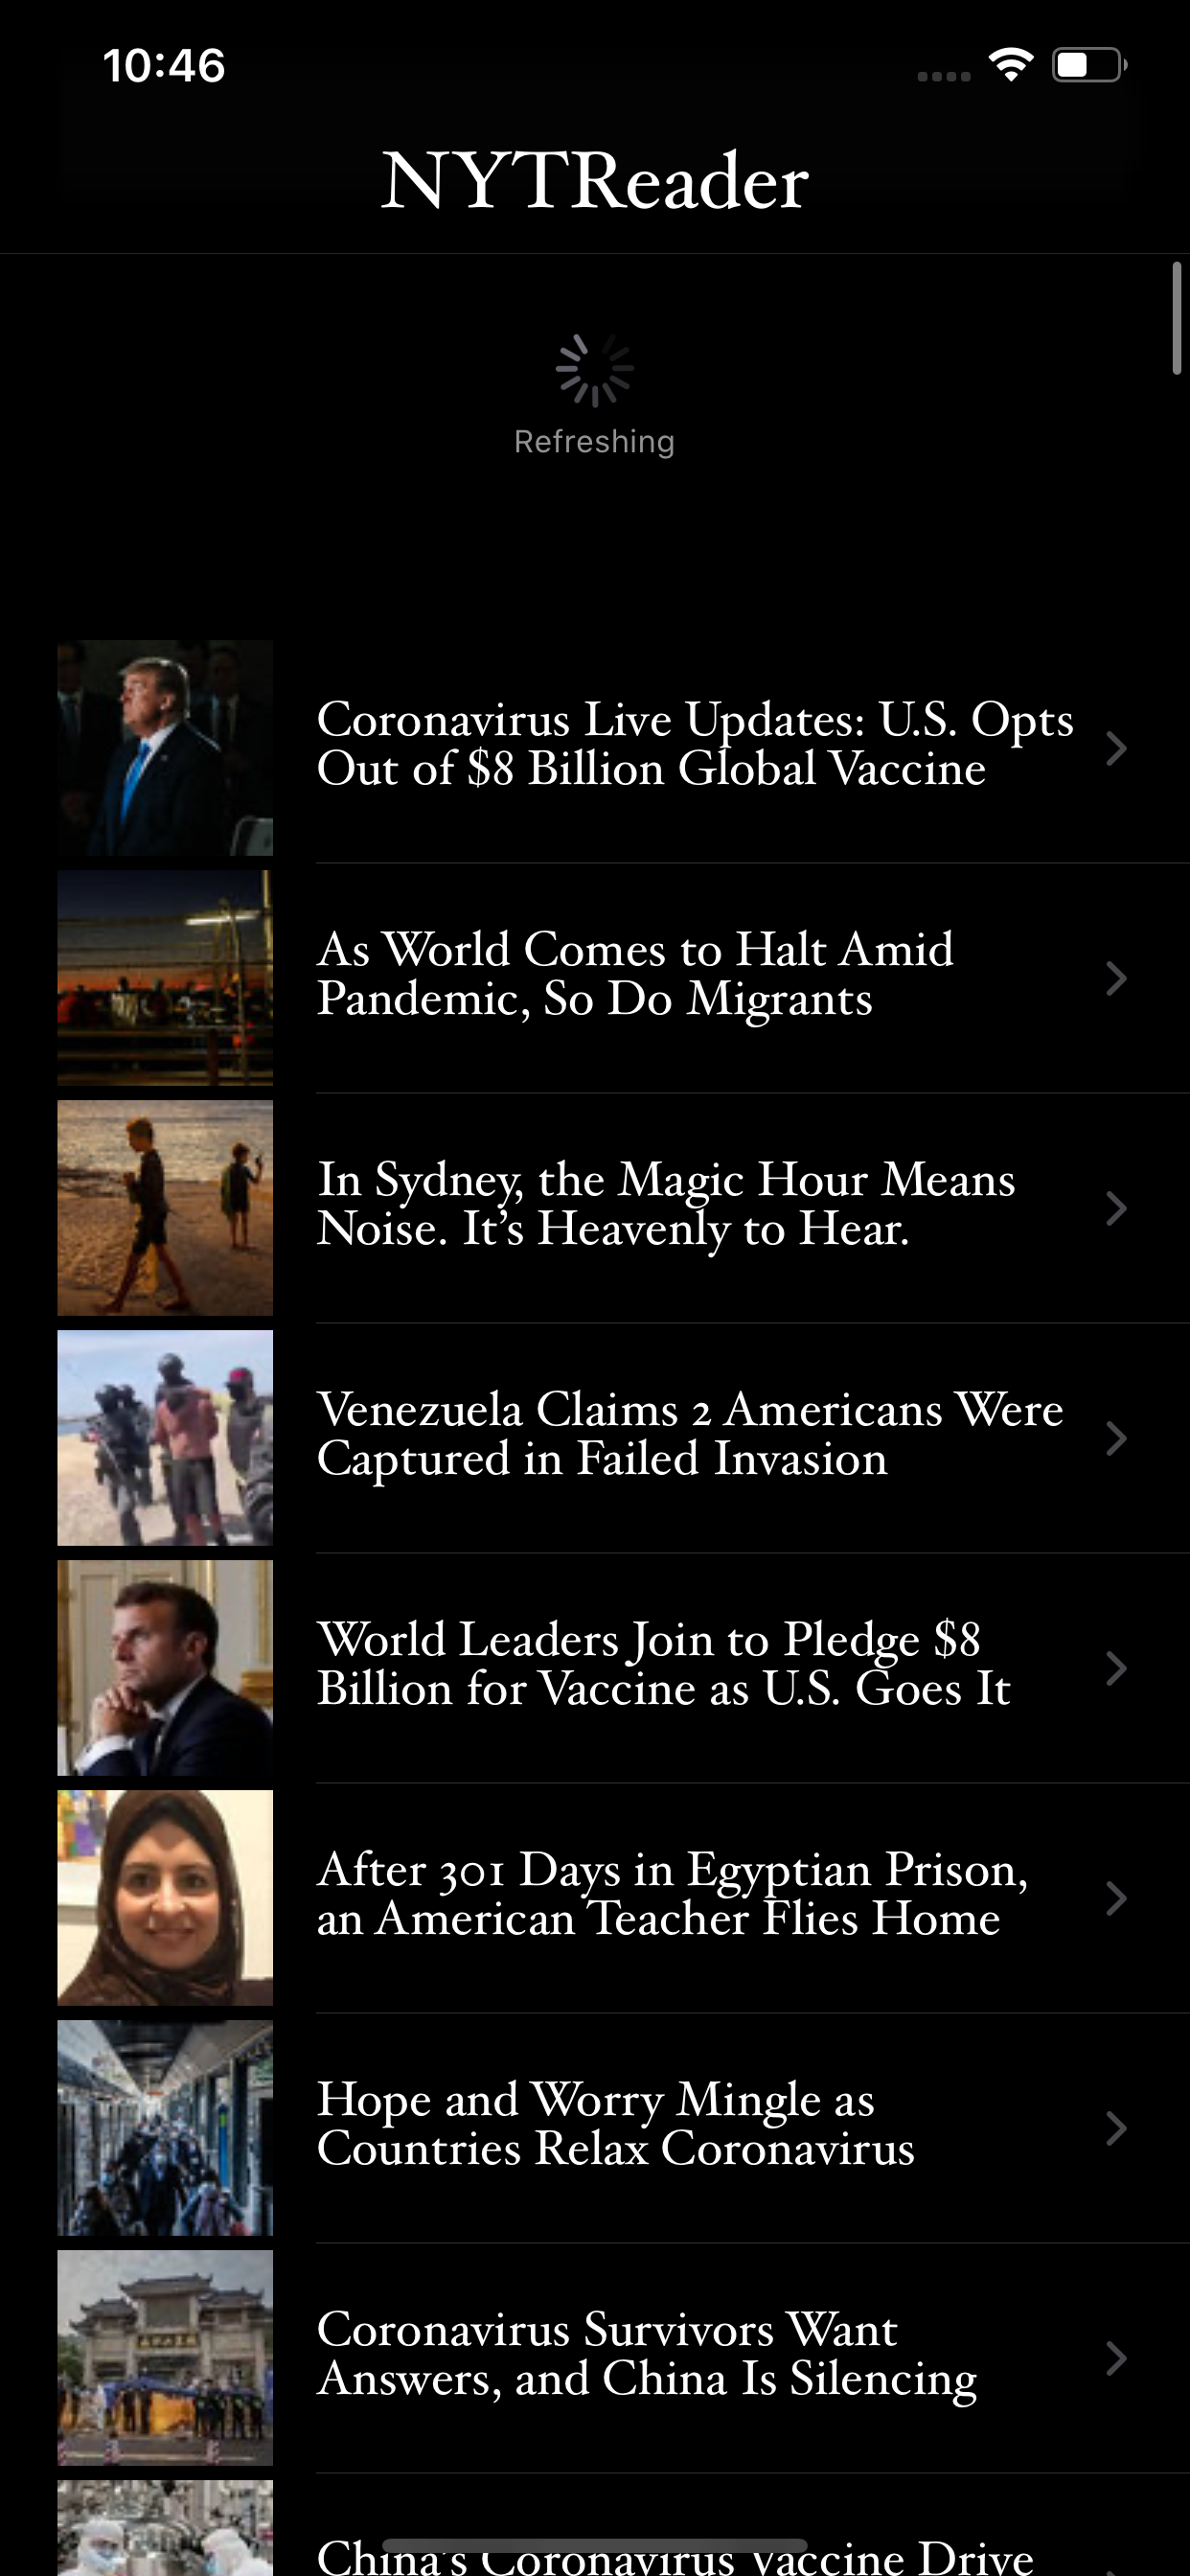 10:46
NYTReader
Refreshing
Coronavirus Live Updates: U.S. Opts
Out of $8 Billion Global Vaccine
As World Comes to Halt Amid
Pandemic, So Do Migrants
In Sydney, the Magic Hour Means
Noise. It’s Heavenly to Hear.
Venezuela Claims 2 Americans Were
Captured in Failed Invasion
World Leaders Join to Pledge $8
Billion for Vaccine as U.S. Goes It
After 301 Days in Egyptian Prison,
an American Teacher Flies Home
Hope and Worry Mingle as
Countries Relax Coronavirus
Coronavirus Survivors Want
Answers, and China Is Silencing
China’s Coronavirus Vaccine Drive